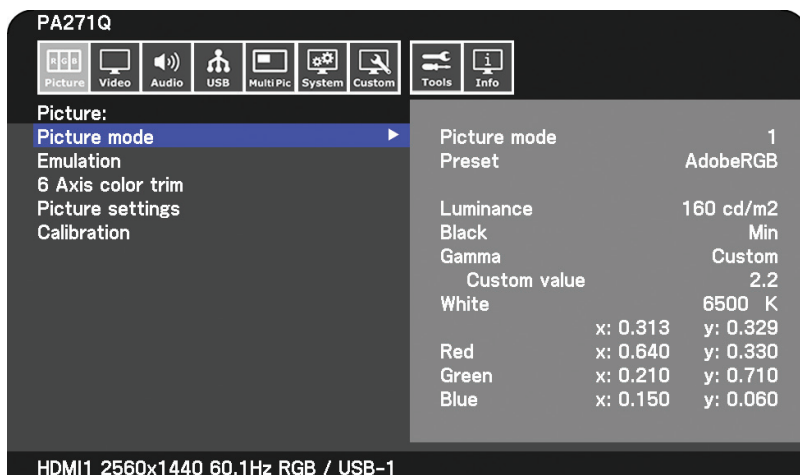 PA271Q
R G B
Picture Video Audio USB Multi Pic System Custom Tools Info
Picture:
Picture mode
Emulation
6 Axis color trim
Picture settings
Calibration
Picture mode 1
Preset AdobeRGB
Luminance 160 cd/m2
Black Min
Gamma Custom
Custom value 2.2
White 6500 K
x: 0.313 y: 0.329
Red x: 0.640 y: 0.330
Green x: 0.210 y: 0.710
Blue x: 0.150 y: 0.060
HDMI1 2560x1440 60.1Hz RGB / USB-1